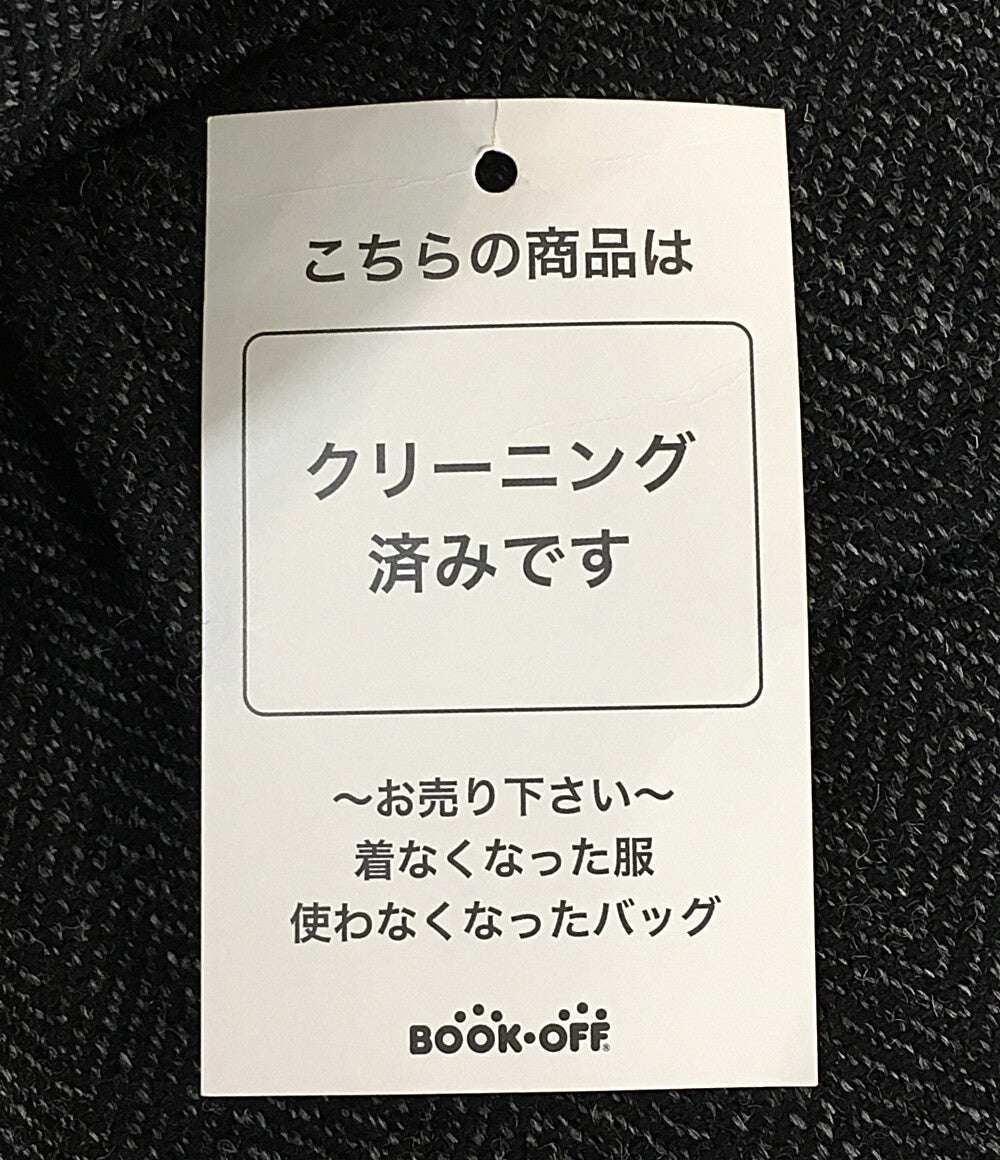 こちらの商品は
クリーニング
済みです
〜お売り下さい〜
着なくなった服
使わなくなったバッグ
BOOK・OFF®